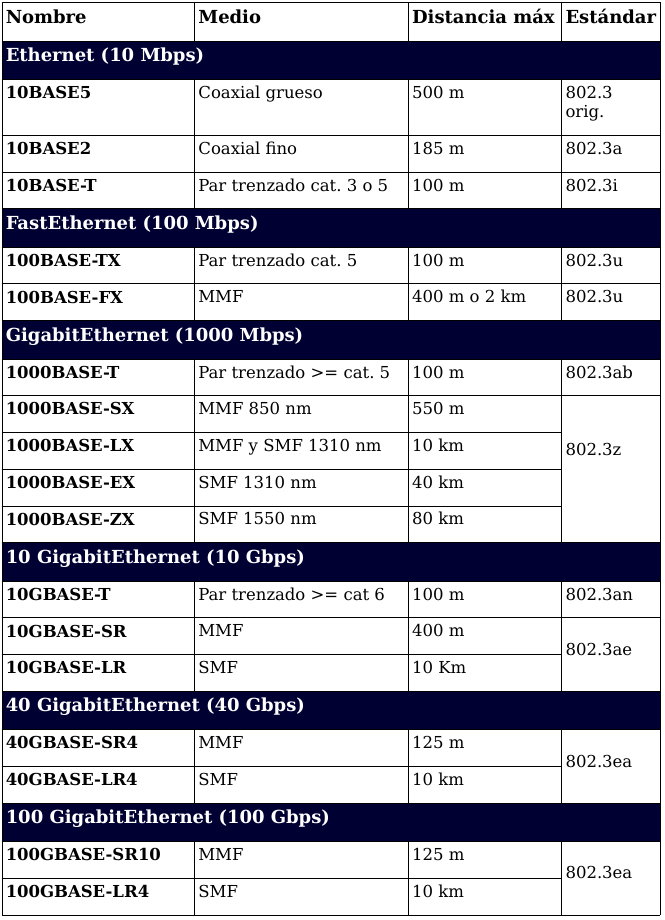 Nombre Medio Distancia máx Estándar
Ethernet (10 Mbps)
10BASE5 Coaxial grueso 500 m 802.3
orig.
10BASE2 Coaxial fino 185 m 802.3a
10BASE-T Par trenzado cat. 3 o 5 100 m 802.3i
FastEthernet (100 Mbps)
100BASE-TX Par trenzado cat. 5 100 m 802.3u
100BASE-FX MMF 400 m o 2 km 802.3u
GigabitEthernet (1000 Mbps)
1000BASE-T Par trenzado >= cat. 5 100 m 802.3ab
1000BASE-SX MMF 850 nm 550 m
1000BASE-LX MMF y SMF 1310 nm 10 km 802.3z
1000BASE-EX SMF 1310 nm 40 km
1000BASE-ZX SMF 1550 nm 80 km
10 GigabitEthernet (10 Gbps)
10GBASE-T Par trenzado >= cat 6 100 m 802.3an
10GBASE-SR MMF 400 m 802.3ae
10GBASE-LR SMF 10 Km
40 GigabitEthernet (40 Gbps)
40GBASE-SR4 MMF 125 m 802.3ea
40GBASE-LR4 SMF 10 km
100 GigabitEthernet (100 Gbps)
100GBASE-SR10 MMF 125 m 802.3ea
100GBASE-LR4 SMF 10 km